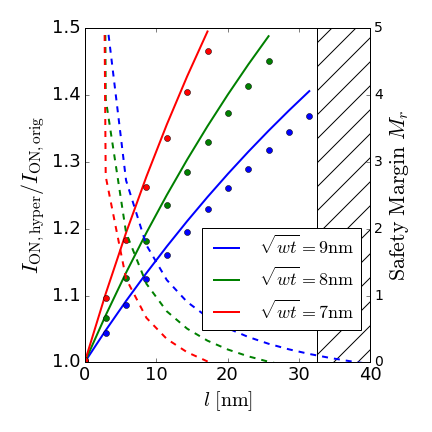 1.5
1.4
1.3
1.2
1.1
1.0
I_{ON, hyper}/I_{ON, orig}
5
4
3
2
1
0
Safety Margin M_r
√wt = 9nm
√wt = 8nm
√wt = 7nm
0 10 20 30 40
l [nm]